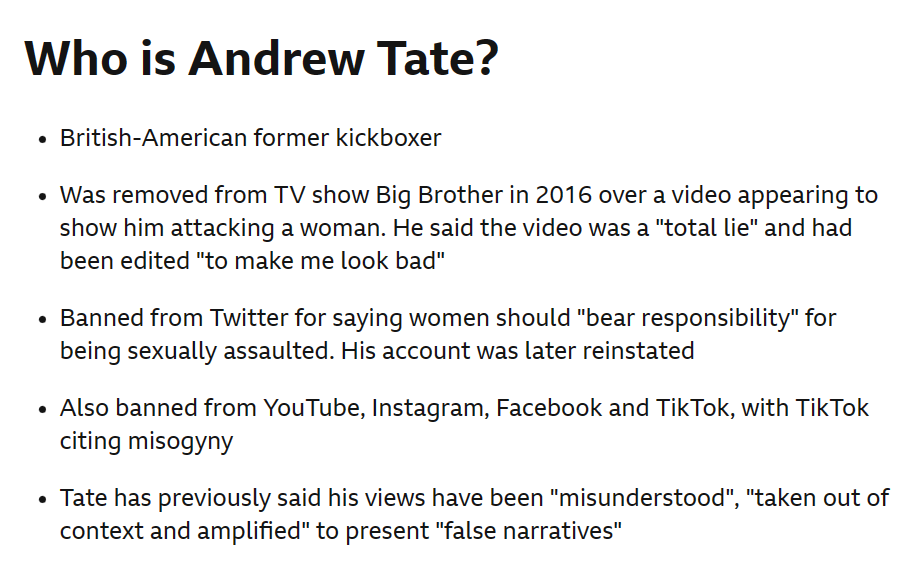 Who is Andrew Tate?
• British-American former kickboxer
• Was removed from TV show Big Brother in 2016 over a video appearing to
show him attacking a woman. He said the video was a "total lie" and had
been edited "to make me look bad"
• Banned from Twitter for saying women should "bear responsibility" for
being sexually assaulted. His account was later reinstated
• Also banned from YouTube, Instagram, Facebook and TikTok, with TikTok
citing misogyny
• Tate has previously said his views have been "misunderstood", "taken out of
context and amplified" to present "false narratives"